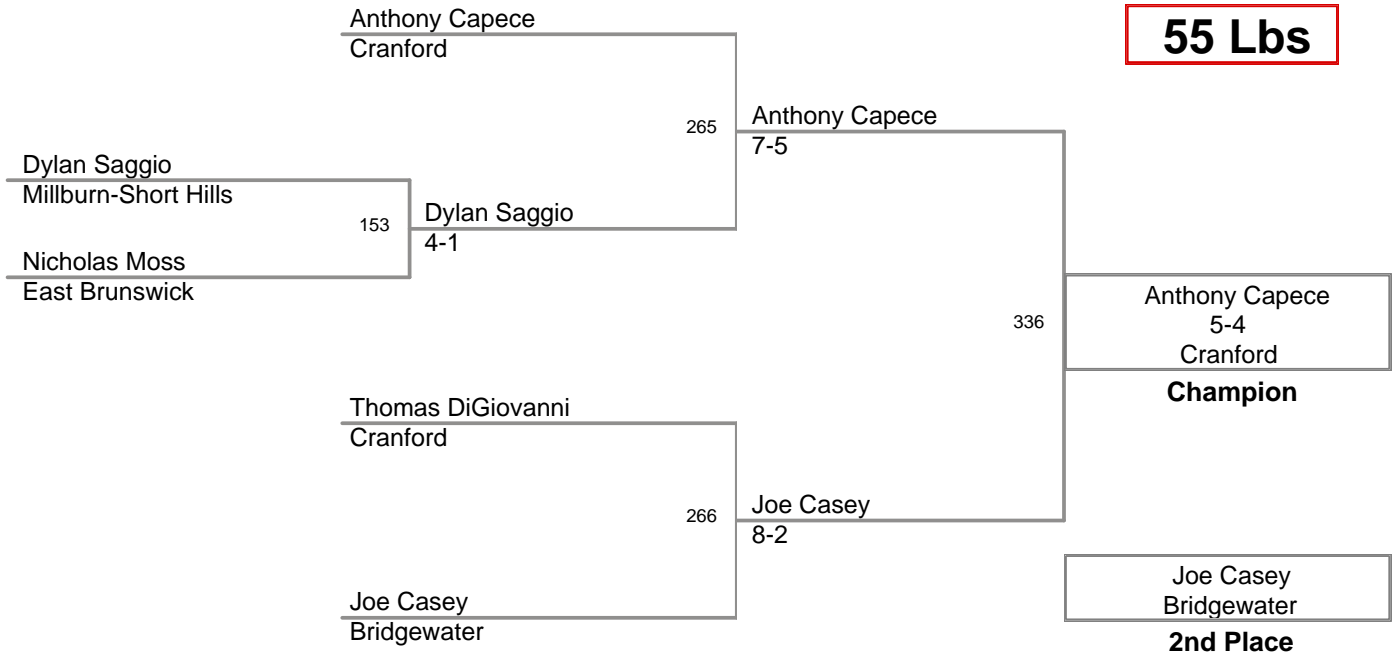 55 Lbs
Anthony Capece
Cranford
265
Anthony Capece
7-5
Dylan Saggio
Millburn-Short Hills
153
Dylan Saggio
4-1
Nicholas Moss
East Brunswick
336
Anthony Capece
5-4
Cranford
Champion
Thomas DiGiovanni
Cranford
266
Joe Casey
8-2
Joe Casey
Bridgewater
Joe Casey
Bridgewater
2nd Place